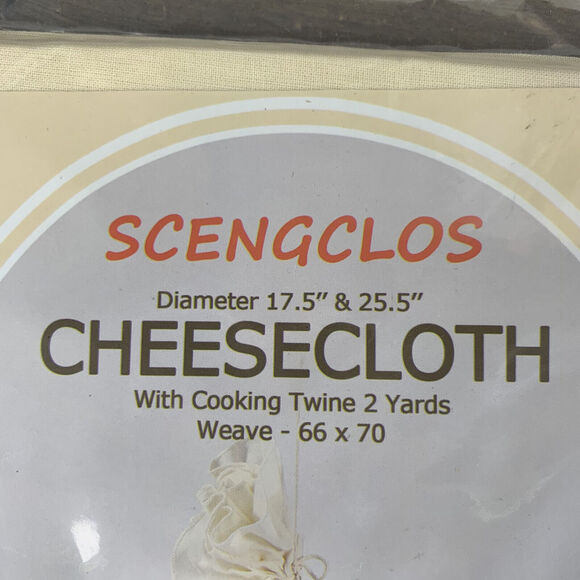 SCENGCLOS
Diameter 17.5" & 25.5"
CHEESECLOTH
With Cooking Twine 2 Yards
Weave - 66 x 70